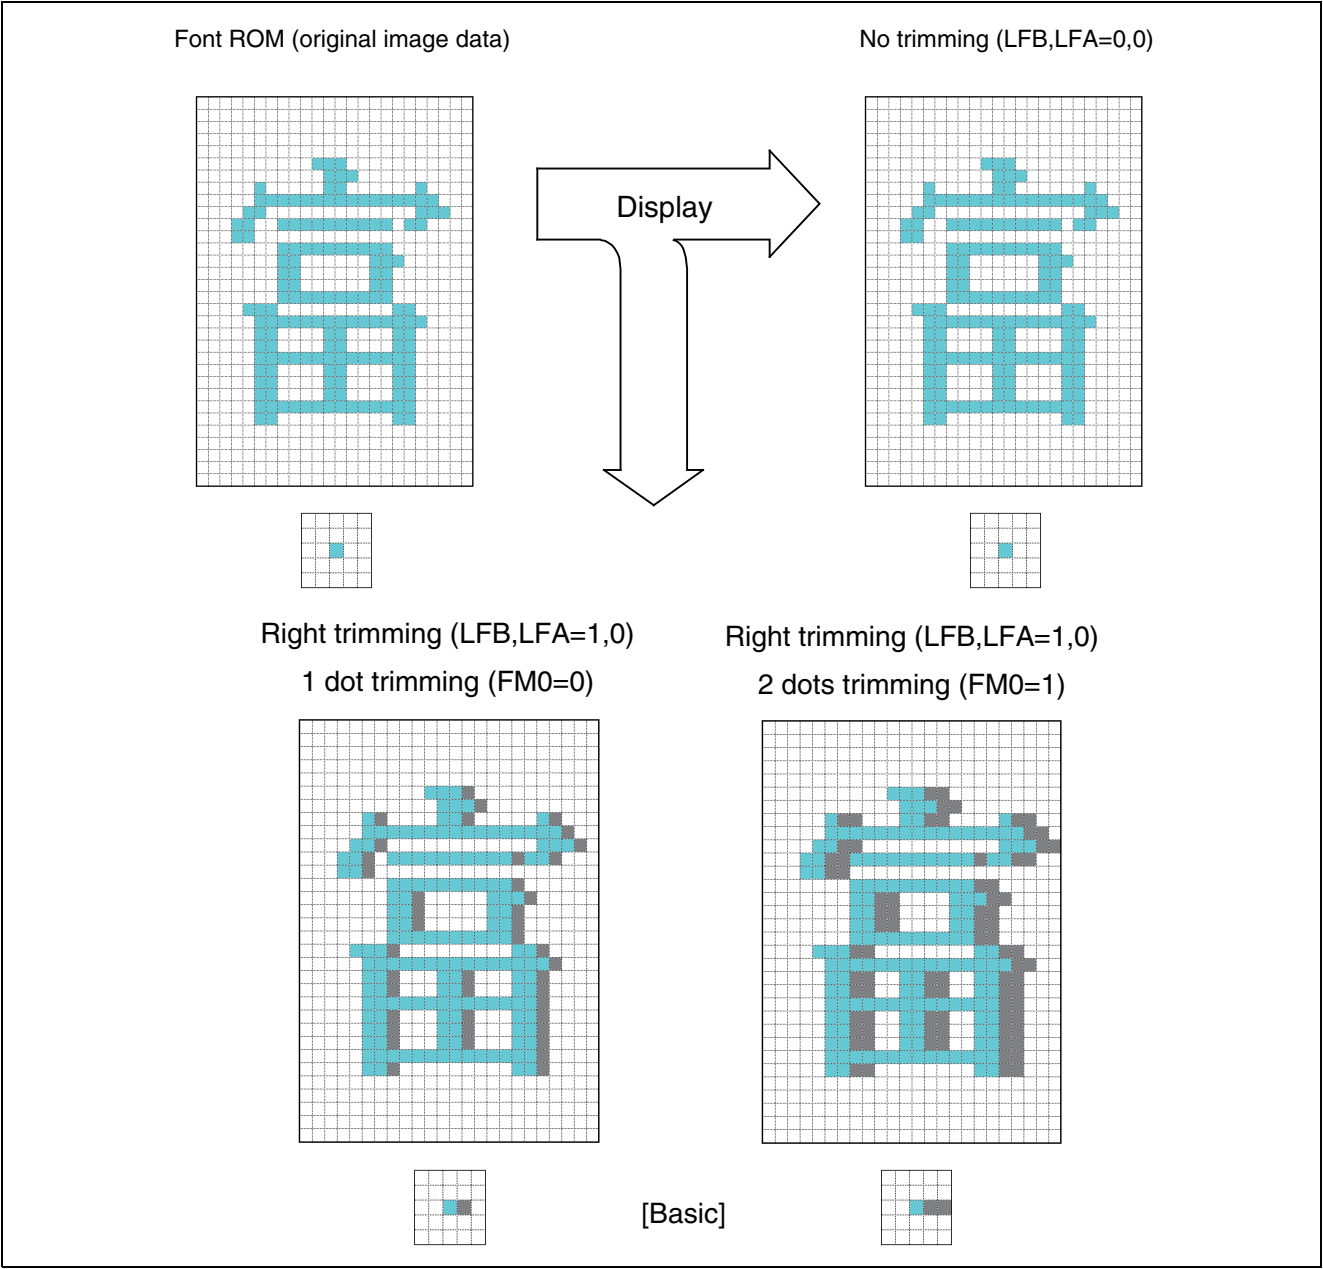 Font ROM (original image data)
No trimming (LFB,LFA=0,0)
Display
Right trimming (LFB,LFA=1,0)
1 dot trimming (FM0=0)
Right trimming (LFB,LFA=1,0)
2 dots trimming (FM0=1)
[Basic]